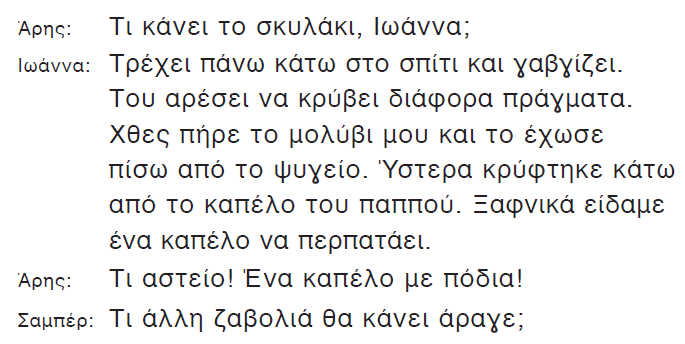 Άρης: Τι κάνει το σκυλάκι, Ιωάννα;
Ιωάννα: Τρέχει πάνω κάτω στο σπίτι και γαβγίζει.
Του αρέσει να κρύβει διάφορα πράγματα.
Χθες πήρε το μολύβι μου και το έχωσε
πίσω από το ψυγείο. Ύστερα κρύφτηκε κάτω
από το καπέλο του παππού. Ξαφνικά είδαμε
ένα καπέλο να περπατάει.
Άρης: Τι αστείο! Ένα καπέλο με πόδια!
Σαμπέρ: Τι άλλη ζαβολιά θα κάνει άραγε;